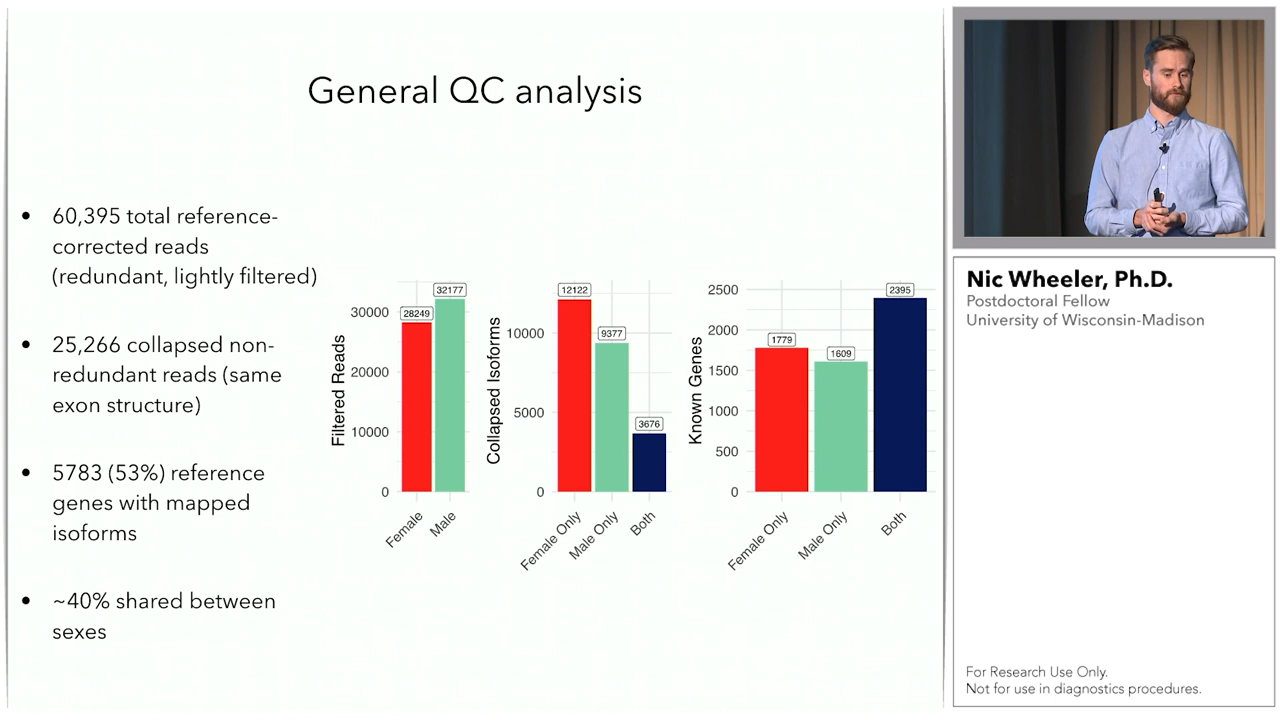 General QC analysis
• 60,395 total reference-
corrected reads
(redundant, lightly filtered)
• 25,266 collapsed non-
redundant reads (same
exon structure)
• 5783 (53%) reference
genes with mapped
isoforms
• ~40% shared between
sexes
Filtered Reads
30000
20000
10000
0
28249
32177
Female
Male
Collapsed Isoforms
10000
5000
0
12122
9377
3676
Female Only
Male Only
Both
Known Genes
2500
2000
1500
1000
500
0
1779
1609
2395
Female Only
Male Only
Both
Nic Wheeler, Ph.D.
Postdoctoral Fellow
University of Wisconsin-Madison
For Research Use Only.
Not for use in diagnostics procedures.